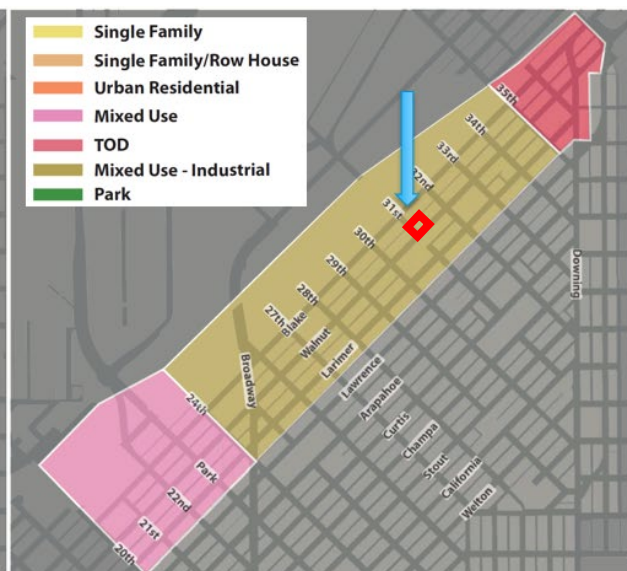 Single Family
Single Family/Row House
Urban Residential
Mixed Use
TOD
Mixed Use - Industrial
Park
35th
34th
33rd
22nd
31st
30th
29th
28th
27th
Blake
Walnut
Larimer
Lawrence
Arapahoe
Curtis
Champa
Stout
California
Welton
Downing
Broadway
24th
Park
22nd
21st
20th